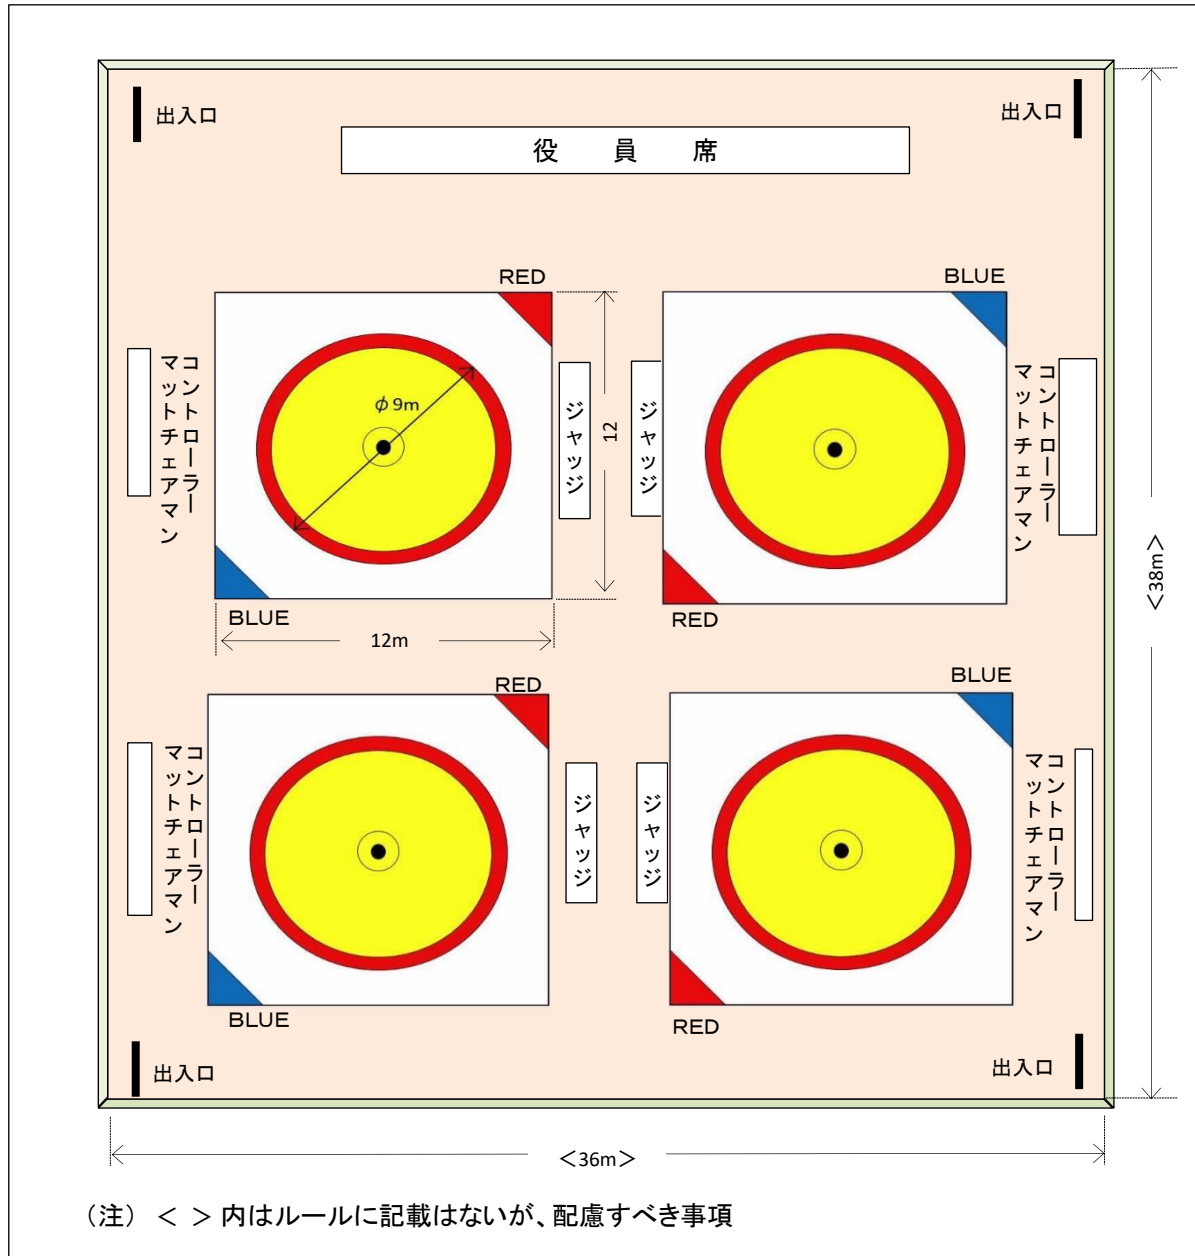 出入口
出入口
役 員 席
RED
BLUE
コントローラー
マットチェアマン
φ9m
ジャッジ
12
ジャッジ
コントローラー
マットチェアマン
<38m>
BLUE
12m
RED
RED
BLUE
コントローラー
マットチェアマン
ジャッジ
ジャッジ
コントローラー
マットチェアマン
BLUE
RED
出入口
出入口
<36m>
(注) < > 内はルールに記載はないが、配慮すべき事項